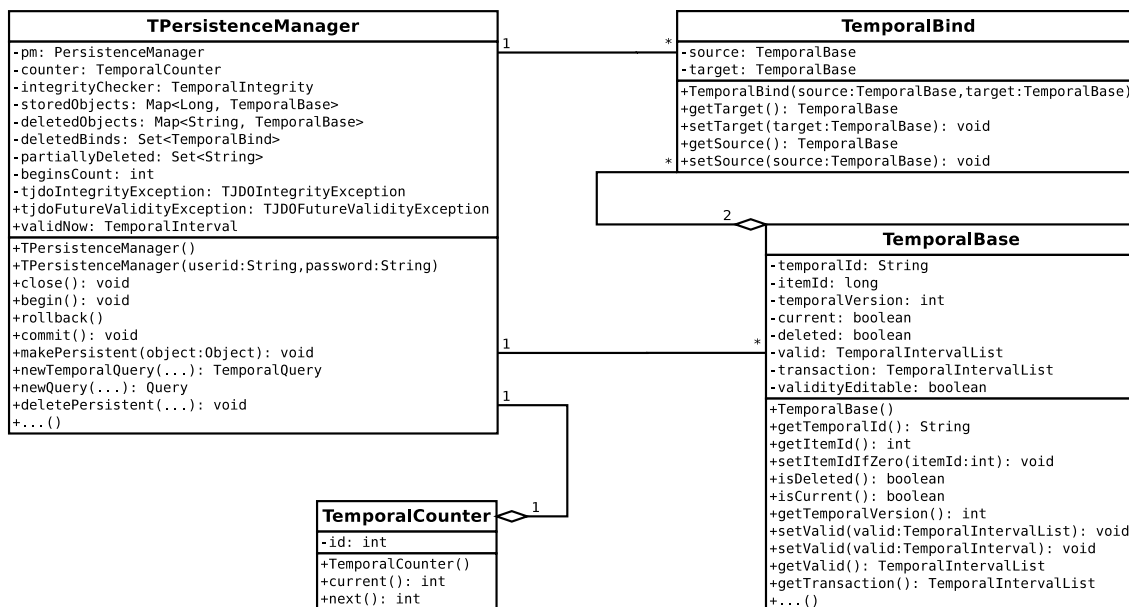 TPersistenceManager
-pm: PersistenceManager
-counter: TemporalCounter
-integrityChecker: TemporalIntegrity
-storedObjects: Map<Long, TemporalBase>
-deletedObjects: Map<String, TemporalBase>
-deletedBinds: Set<TemporalBind>
-partiallyDeleted: Set<String>
-beginsCount: int
-tjdoIntegrityException: TJDOIntegrityException
+tjdoFutureValidityException: TJDOFutureValidityException
+validNow: TemporalInterval
+TPersistenceManager()
+TPersistenceManager(userid:String,password:String)
+close(): void
+begin(): void
+rollback()
+commit(): void
+makePersistent(object:Object): void
+newTemporalQuery(...): TemporalQuery
+newQuery(...): Query
+deletePersistent(...): void
+...()
1
*
TemporalBind
-source: TemporalBase
-target: TemporalBase
+TemporalBind(source:TemporalBase,target:TemporalBase)
+getTarget(): TemporalBase
+setTarget(target:TemporalBase): void
+getSource(): TemporalBase
+setSource(source:TemporalBase): void
*
2
1
*
TemporalBase
-temporalId: String
-itemId: long
-temporalVersion: int
-current: boolean
-deleted: boolean
-valid: TemporalIntervalList
-transaction: TemporalIntervalList
-validityEditable: boolean
+TemporalBase()
+getTemporalId(): String
+getItemId(): int
+setItemIdIfZero(itemId:int): void
+isDeleted(): boolean
+isCurrent(): boolean
+getTemporalVersion(): int
+setValid(valid:TemporalIntervalList): void
+setValid(valid:TemporalInterval): void
+getValid(): TemporalIntervalList
+getTransaction(): TemporalIntervalList
+...()
1
1
TemporalCounter
-id: int
+TemporalCounter()
+current(): int
+next(): int